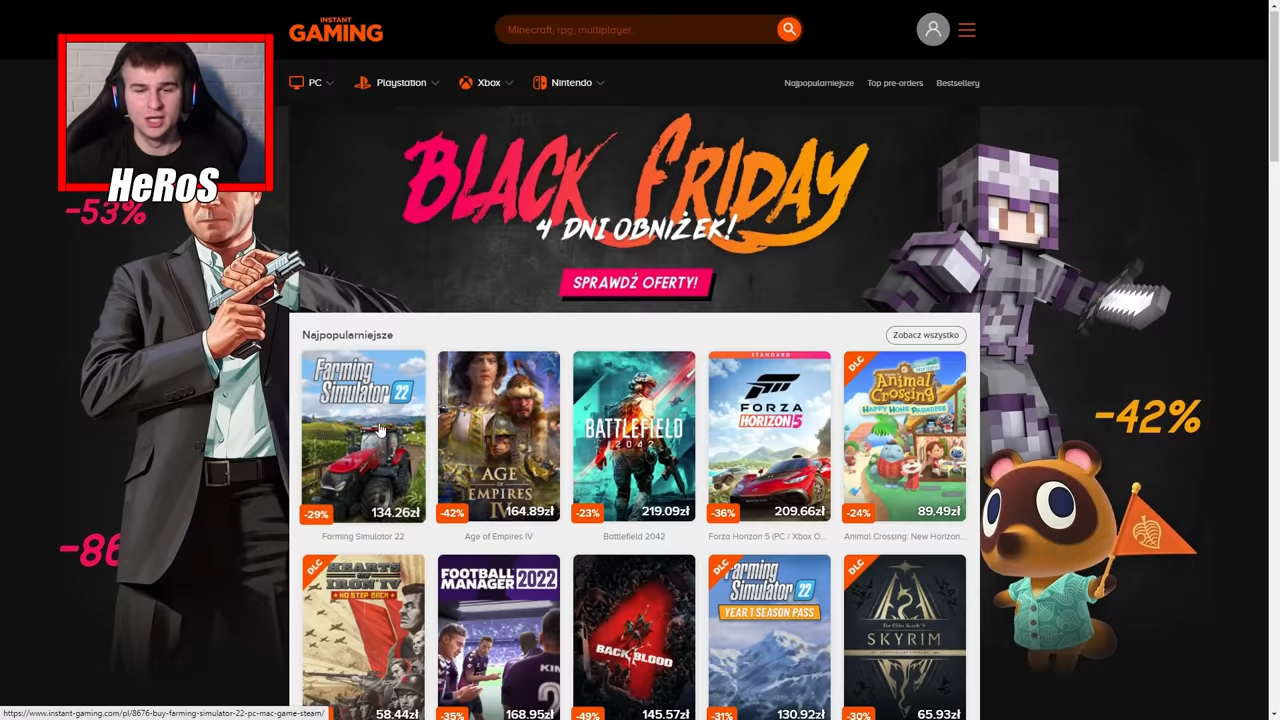 INSTANT
GAMING
Minecraft, rpg, multiplayer..
PC
Playstation
Xbox
Nintendo
Najpopularniejsze
Top pre-orders
Bestsellery
HeRoS
-53%
BLACK FRIDAY
4 DNI OBNIŻEK!
SPRAWDŹ OFERTY!
-42%
-86
Najpopularniejsze
Zobacz wszystko
Farming
Simulator 22
AGE OF
EMPIRES
IV
BATTLEFIELD
2042
STANDARD
FORZA
HORIZON 5
DLC
Animal
Crossing
HAPPY HOME PARADISE
-29%
134.26zł
-42%
164.89zł
-23%
219.09zł
-36%
209.66zł
-24%
89.49zł
Farming Simulator 22
Age of Empires IV
Battlefield 2042
Forza Horizon 5 (PC / Xbox O...
Animal Crossing: New Horizon...
DLC
HEARTS
OF IRON IV
NO STEP BACK
FOOTBALL
MANAGER 2022
KIN
4
BACK BLOOD
DLC
Farming
Simulator 22
YEAR 1 SEASON PASS
DLC
The Elder Scrolls V
SKYRIM
58.44zł
-35%
168.95zł
-49%
145.57zł
-31%
130.92zł
-30%
65.93zł
https://www.instant-gaming.com/pl/8676-buy-farming-simulator-22-pc-mac-game-steam/